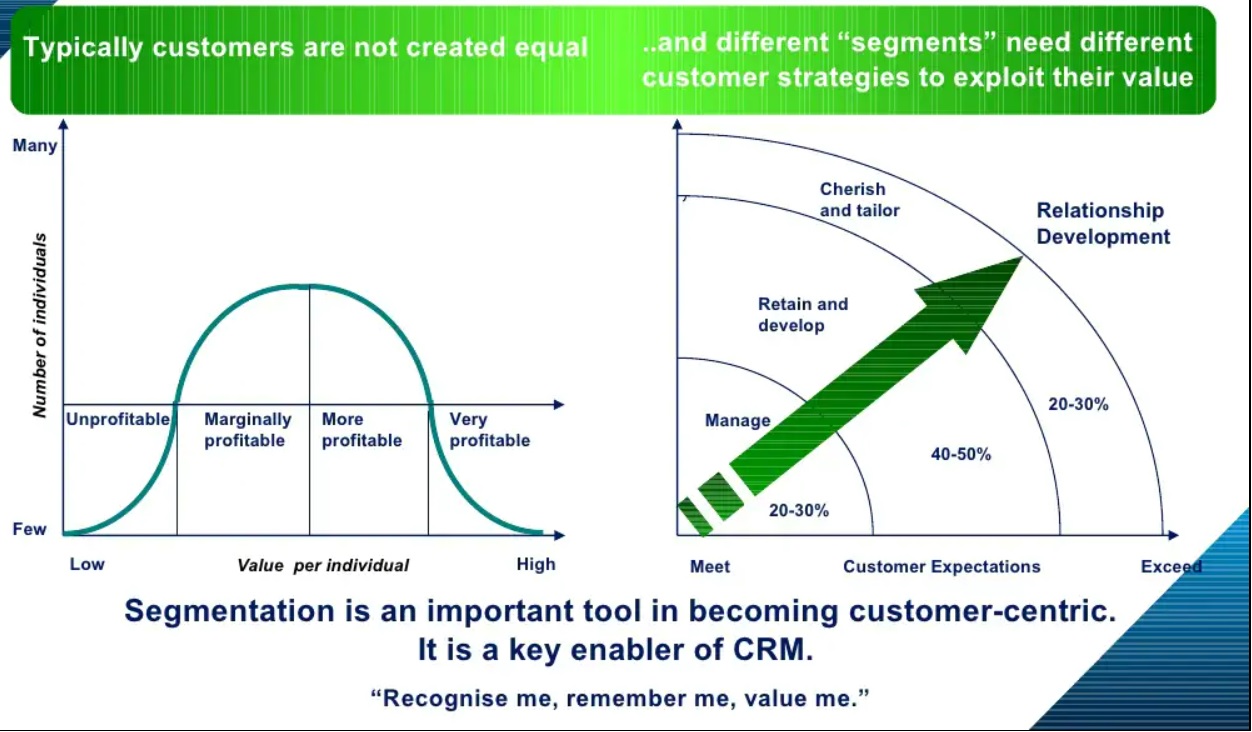 Typically customers are not created equal
..and different “segments” need different
customer strategies to exploit their value
Many
Number of individuals
Unprofitable
Marginally
profitable
More
profitable
Very
profitable
Few
Low
Value per individual
High
Cherish
and tailor
Relationship
Development
Retain and
develop
Manage
20-30%
40-50%
20-30%
Meet
Customer Expectations
Exceed
Segmentation is an important tool in becoming customer-centric.
It is a key enabler of CRM.
“Recognise me, remember me, value me.”